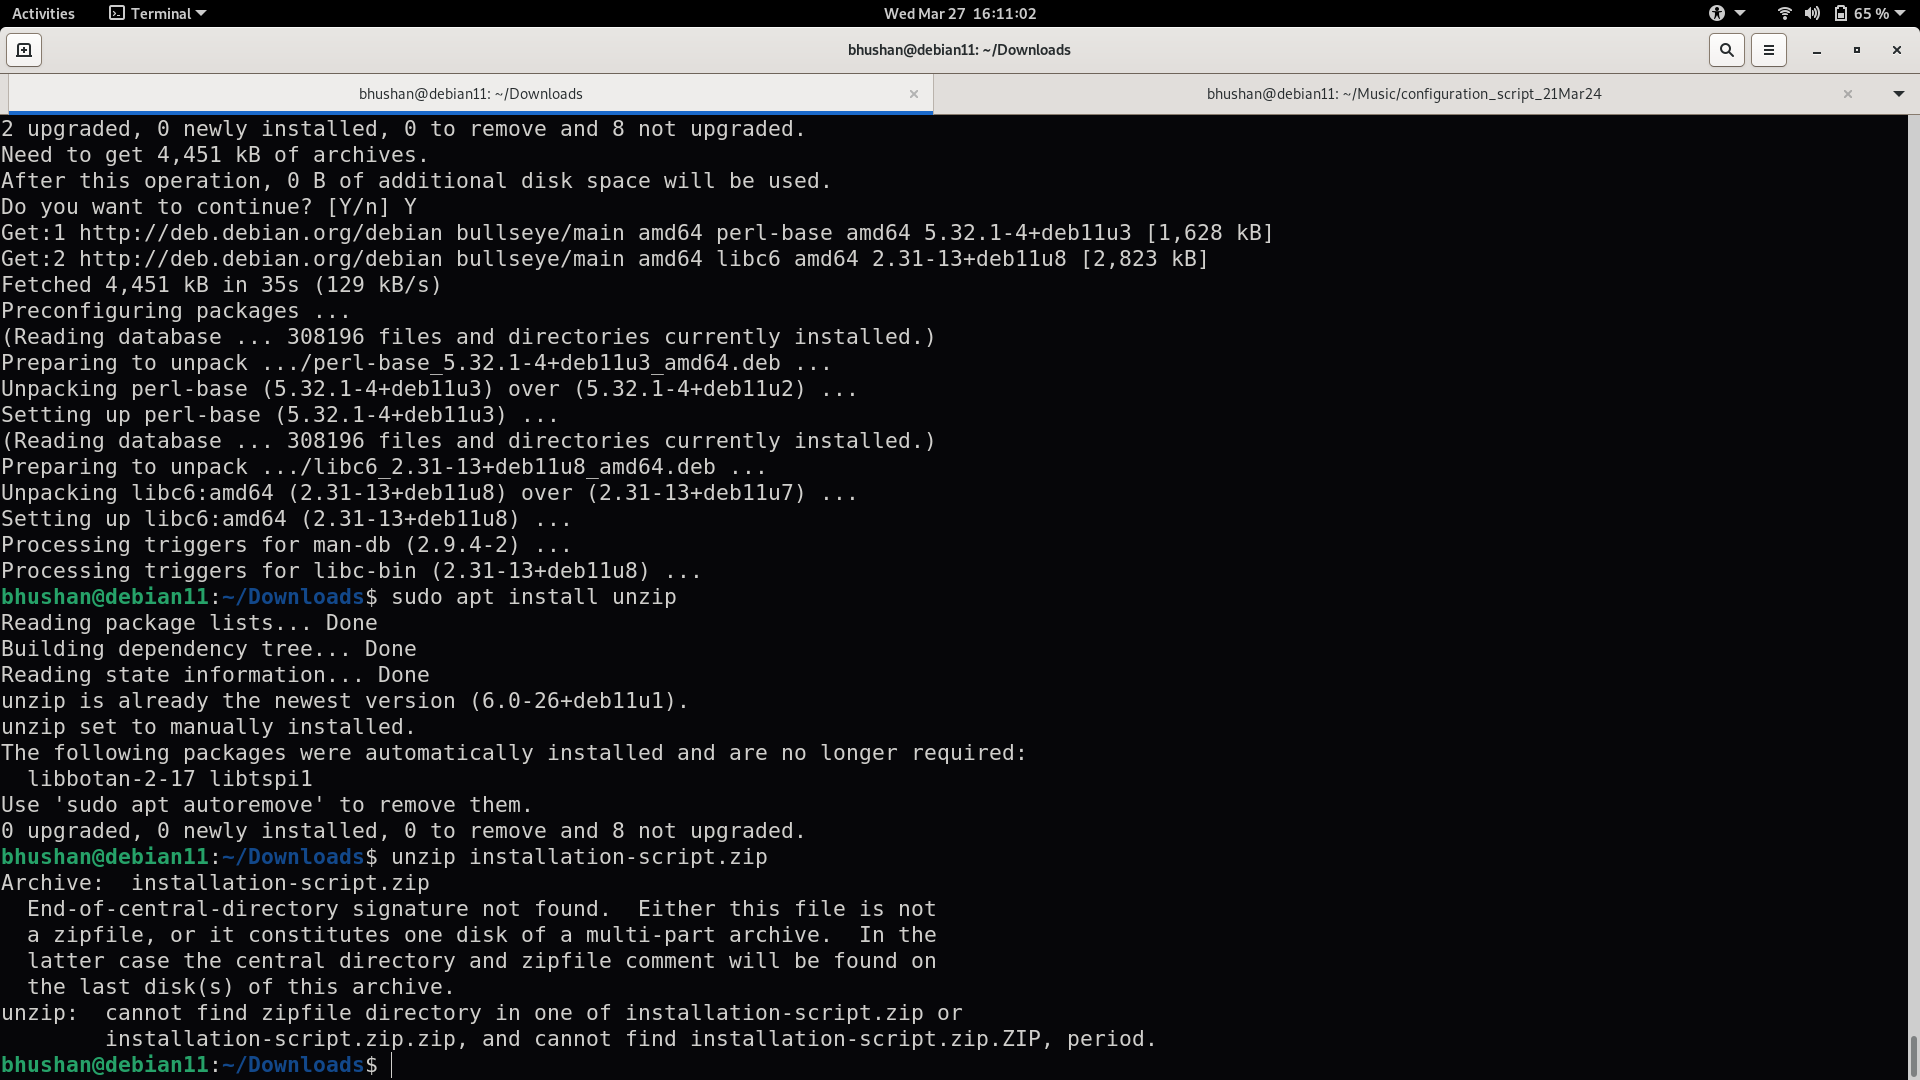 Activities Terminal Wed Mar 27 16:11:02 65 %
bhushan@debian11: ~/Downloads
bhushan@debian11: ~/Downloads × bhushan@debian11: ~/Music/configuration_script_21Mar24 ×
2 upgraded, 0 newly installed, 0 to remove and 8 not upgraded.
Need to get 4,451 kB of archives.
After this operation, 0 B of additional disk space will be used.
Do you want to continue? [Y/n] Y
Get:1 http://deb.debian.org/debian bullseye/main amd64 perl-base amd64 5.32.1-4+deb11u3 [1,628 kB]
Get:2 http://deb.debian.org/debian bullseye/main amd64 libc6 amd64 2.31-13+deb11u8 [2,823 kB]
Fetched 4,451 kB in 35s (129 kB/s)
Preconfiguring packages ...
(Reading database ... 308196 files and directories currently installed.)
Preparing to unpack .../perl-base_5.32.1-4+deb11u3_amd64.deb ...
Unpacking perl-base (5.32.1-4+deb11u3) over (5.32.1-4+deb11u2) ...
Setting up perl-base (5.32.1-4+deb11u3) ...
(Reading database ... 308196 files and directories currently installed.)
Preparing to unpack .../libc6_2.31-13+deb11u8_amd64.deb ...
Unpacking libc6:amd64 (2.31-13+deb11u8) over (2.31-13+deb11u7) ...
Setting up libc6:amd64 (2.31-13+deb11u8) ...
Processing triggers for man-db (2.9.4-2) ...
Processing triggers for libc-bin (2.31-13+deb11u8) ...
bhushan@debian11:~/Downloads$ sudo apt install unzip
Reading package lists... Done
Building dependency tree... Done
Reading state information... Done
unzip is already the newest version (6.0-26+deb11u1).
unzip set to manually installed.
The following packages were automatically installed and are no longer required:
  libbotan-2-17 libtspi1
Use 'sudo apt autoremove' to remove them.
0 upgraded, 0 newly installed, 0 to remove and 8 not upgraded.
bhushan@debian11:~/Downloads$ unzip installation-script.zip
Archive:  installation-script.zip
  End-of-central-directory signature not found.  Either this file is not
  a zipfile, or it constitutes one disk of a multi-part archive.  In the
  latter case the central directory and zipfile comment will be found on
  the last disk(s) of this archive.
unzip:  cannot find zipfile directory in one of installation-script.zip or
        installation-script.zip.zip, and cannot find installation-script.zip.ZIP, period.
bhushan@debian11:~/Downloads$